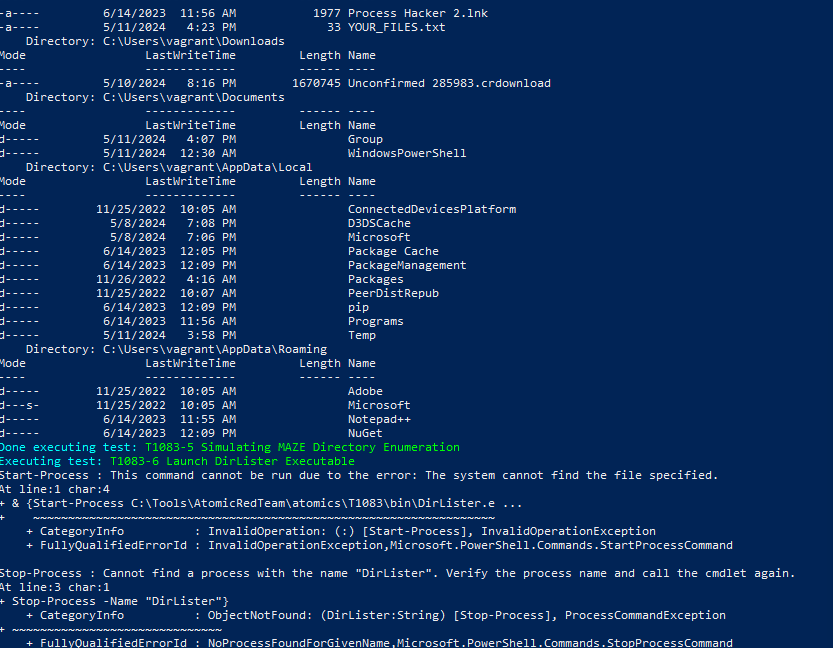 -a---- 6/14/2023 11:56 AM 1977 Process Hacker 2.lnk
-a---- 5/11/2024 4:23 PM 33 YOUR_FILES.txt
Directory: C:\Users\vagrant\Downloads
Mode LastWriteTime Length Name
---- ------------- ------ ----
-a---- 5/10/2024 8:16 PM 1670745 Unconfirmed 285983.crdownload
Directory: C:\Users\vagrant\Documents
---- ------------- ------ ----
Mode LastWriteTime Length Name
d----- 5/11/2024 4:07 PM Group
d----- 5/11/2024 12:30 AM WindowsPowerShell
Directory: C:\Users\vagrant\AppData\Local
Mode LastWriteTime Length Name
---- ------------- ------ ----
d----- 11/25/2022 10:05 AM ConnectedDevicesPlatform
d----- 5/8/2024 7:08 PM D3DSCache
d----- 5/8/2024 7:06 PM Microsoft
d----- 6/14/2023 12:05 PM Package Cache
d----- 6/14/2023 12:09 PM PackageManagement
d----- 11/26/2022 4:16 AM Packages
d----- 11/25/2022 10:07 AM PeerDistRepub
d----- 6/14/2023 12:09 PM pip
d----- 6/14/2023 11:56 AM Programs
d----- 5/11/2024 3:58 PM Temp
Directory: C:\Users\vagrant\AppData\Roaming
Mode LastWriteTime Length Name
---- ------------- ------ ----
d----- 11/25/2022 10:05 AM Adobe
d---s- 11/25/2022 10:05 AM Microsoft
d----- 6/14/2023 11:55 AM Notepad++
d----- 6/14/2023 12:09 PM NuGet
Done executing test: T1083-5 Simulating MAZE Directory Enumeration
Executing test: T1083-6 Launch DirLister Executable
Start-Process : This command cannot be run due to the error: The system cannot find the file specified.
At line:1 char:4
+ & {Start-Process C:\Tools\AtomicRedTeam\atomics\T1083\bin\DirLister.e ...
+ ~~~~~~~~~~~~~~~~~~~~~~~~~~~~~~~~~~~~~~~~~~~~~~~~~~~~~~~~~~~~~~~~~~
+ CategoryInfo : InvalidOperation: (:) [Start-Process], InvalidOperationException
+ FullyQualifiedErrorId : InvalidOperationException,Microsoft.PowerShell.Commands.StartProcessCommand
Stop-Process : Cannot find a process with the name "DirLister". Verify the process name and call the cmdlet again.
At line:3 char:1
+ Stop-Process -Name "DirLister"}
+ CategoryInfo : ObjectNotFound: (DirLister:String) [Stop-Process], ProcessCommandException
+ ~~~~~~~~~~~~~~~~~~~~~~~~~~~~~~
+ FullyQualifiedErrorId : NoProcessFoundForGivenName,Microsoft.PowerShell.Commands.StopProcessCommand